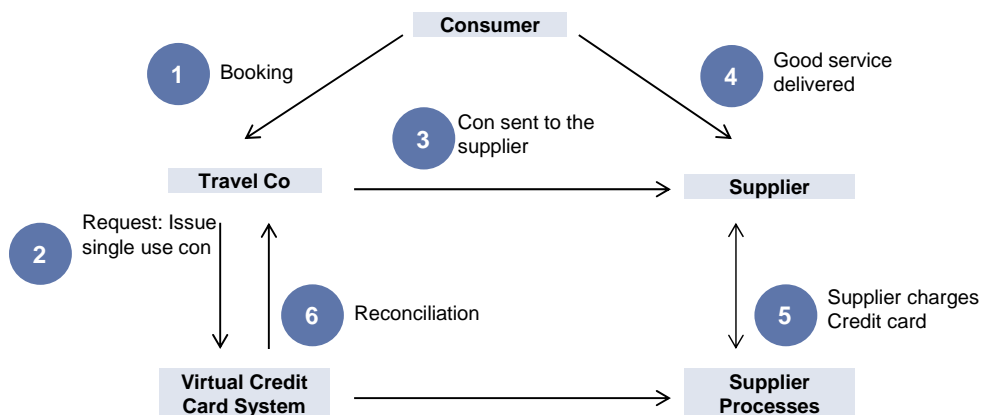 Consumer
1
Booking
4
Good service
delivered
3
Con sent to the
supplier
Travel Co
Supplier
2
Request: Issue
single use con
6
Reconciliation
5
Supplier charges
Credit card
Virtual Credit
Card System
Supplier
Processes